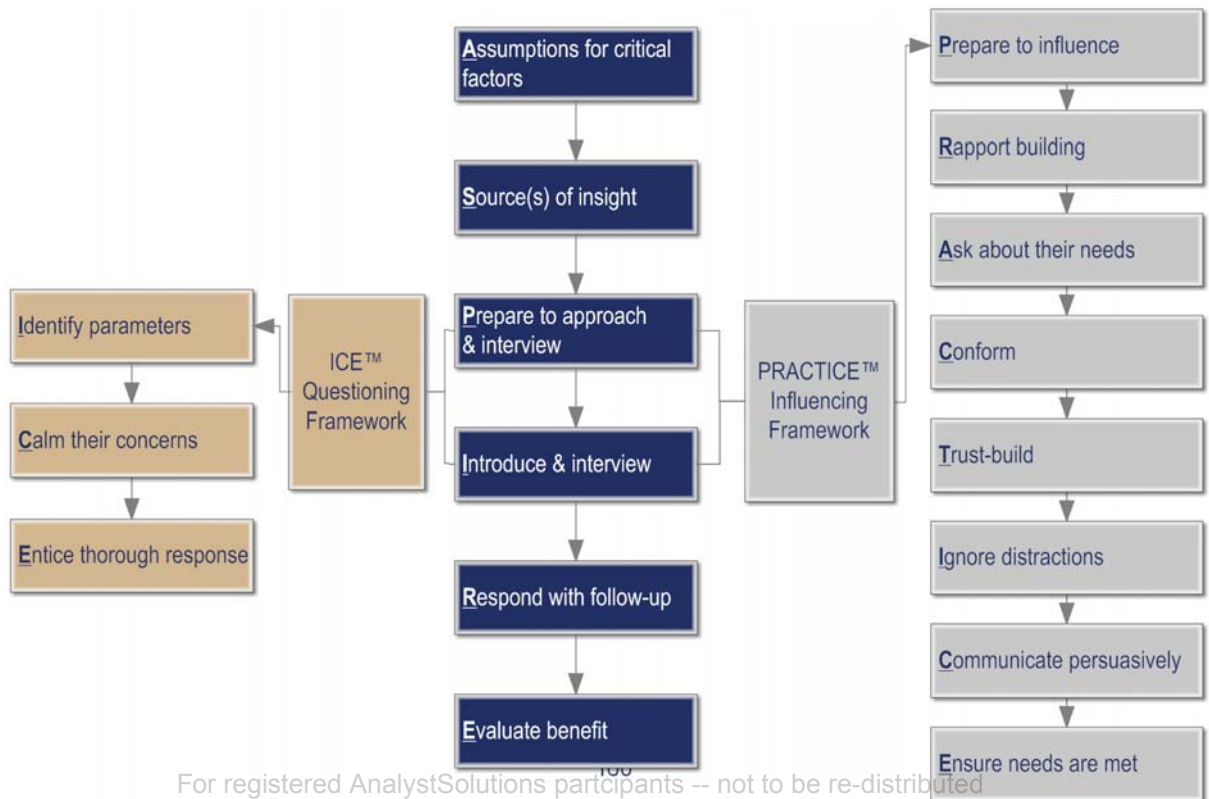 Assumptions for critical
factors
Source(s) of insight
Prepare to approach
& interview
Introduce & interview
Respond with follow-up
Evaluate benefit
ICE™
Questioning
Framework
Identify parameters
Calm their concerns
Entice thorough response
PRACTICE™
Influencing
Framework
Prepare to influence
Rapport building
Ask about their needs
Conform
Trust-build
Ignore distractions
Communicate persuasively
Ensure needs are met
For registered AnalystSolutions partcipants -- not to be re-distributed